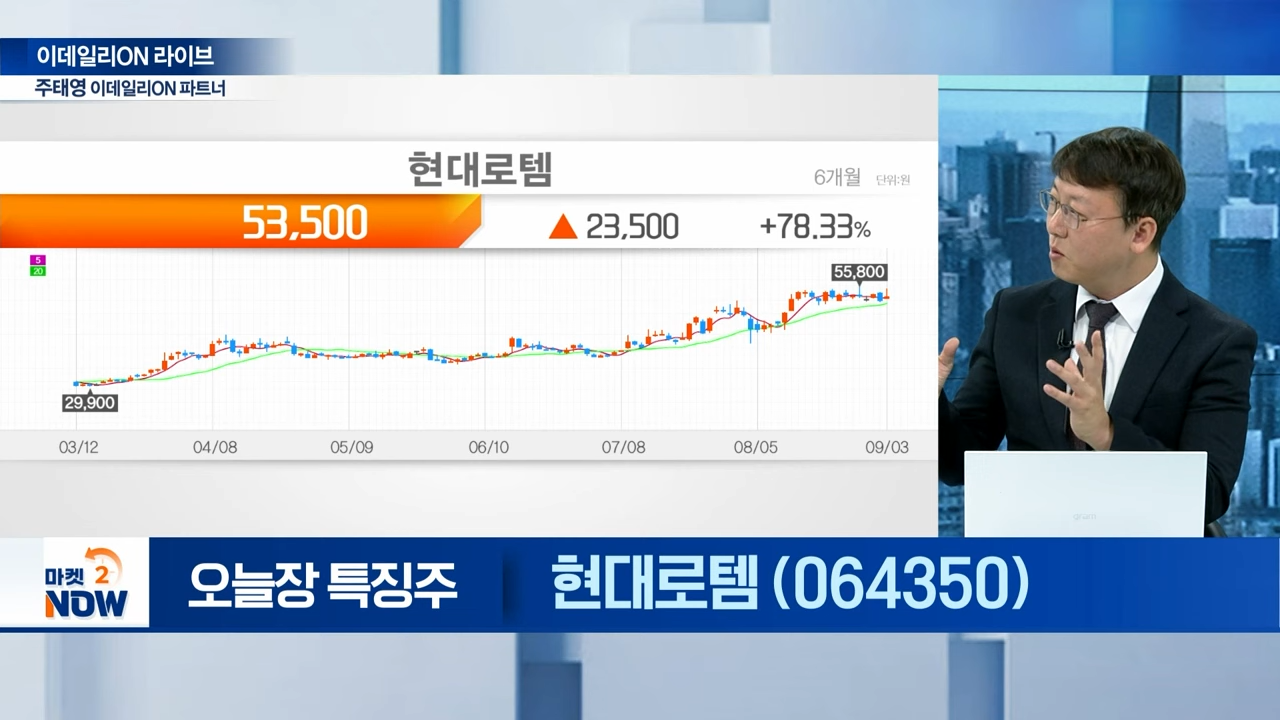 이데일리ON 라이브
주태영 이데일리ON 파트너
현대로템
6개월 단위:원
53,500 ▲ 23,500 +78.33%
5
20
55,800
29,900
03/12 04/08 05/09 06/10 07/08 08/05 09/03
gram
마켓 2
NOW
오늘장 특징주 현대로템 (064350)